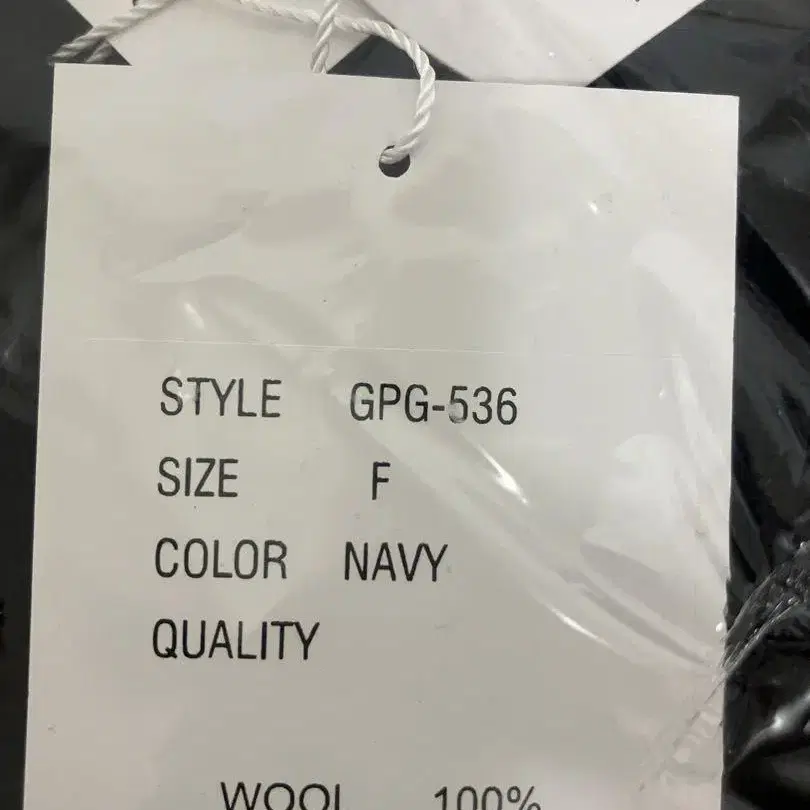 STYLE GPG-536
SIZE F
COLOR NAVY
QUALITY
WOOL 100%